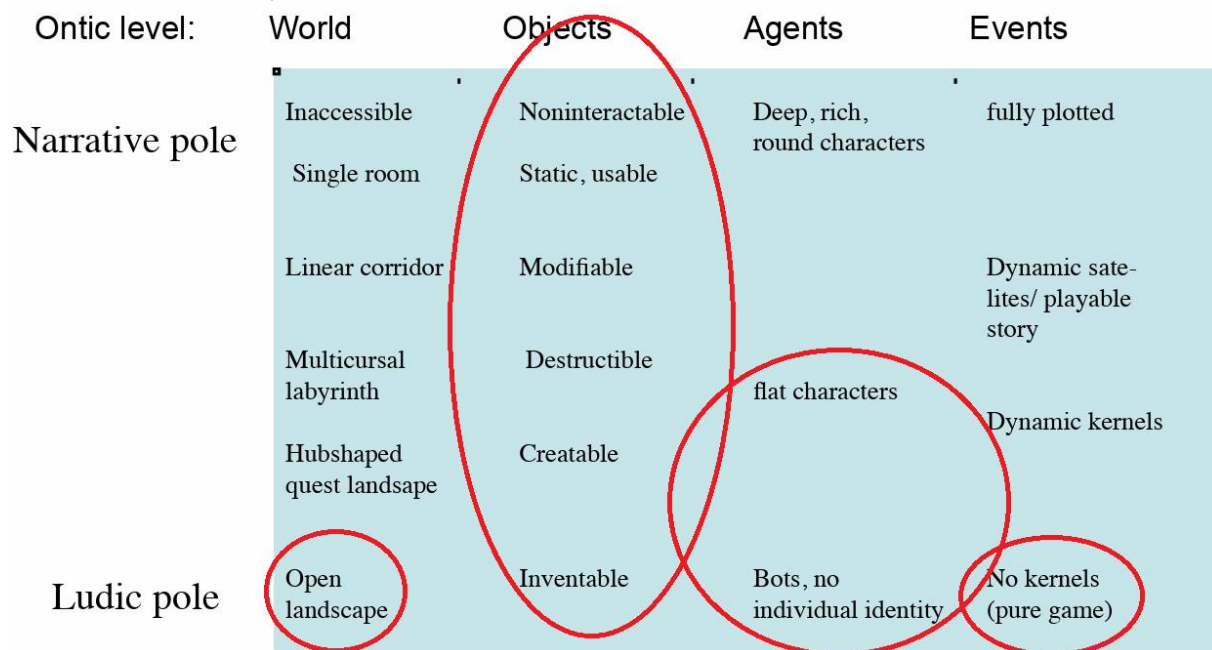 Ontic level: World Objects Agents Events
Narrative pole
Inaccessible Noninteractable Deep, rich, fully plotted
round characters
Single room Static, usable
Linear corridor Modifiable Dynamic sate-
lites/ playable
story
Multicursal Destructible
labyrinth flat characters
Dynamic kernels
Hubshaped Creatable
quest landsape
Ludic pole
Open Inventable Bots, no No kernels
landscape individual identity (pure game)